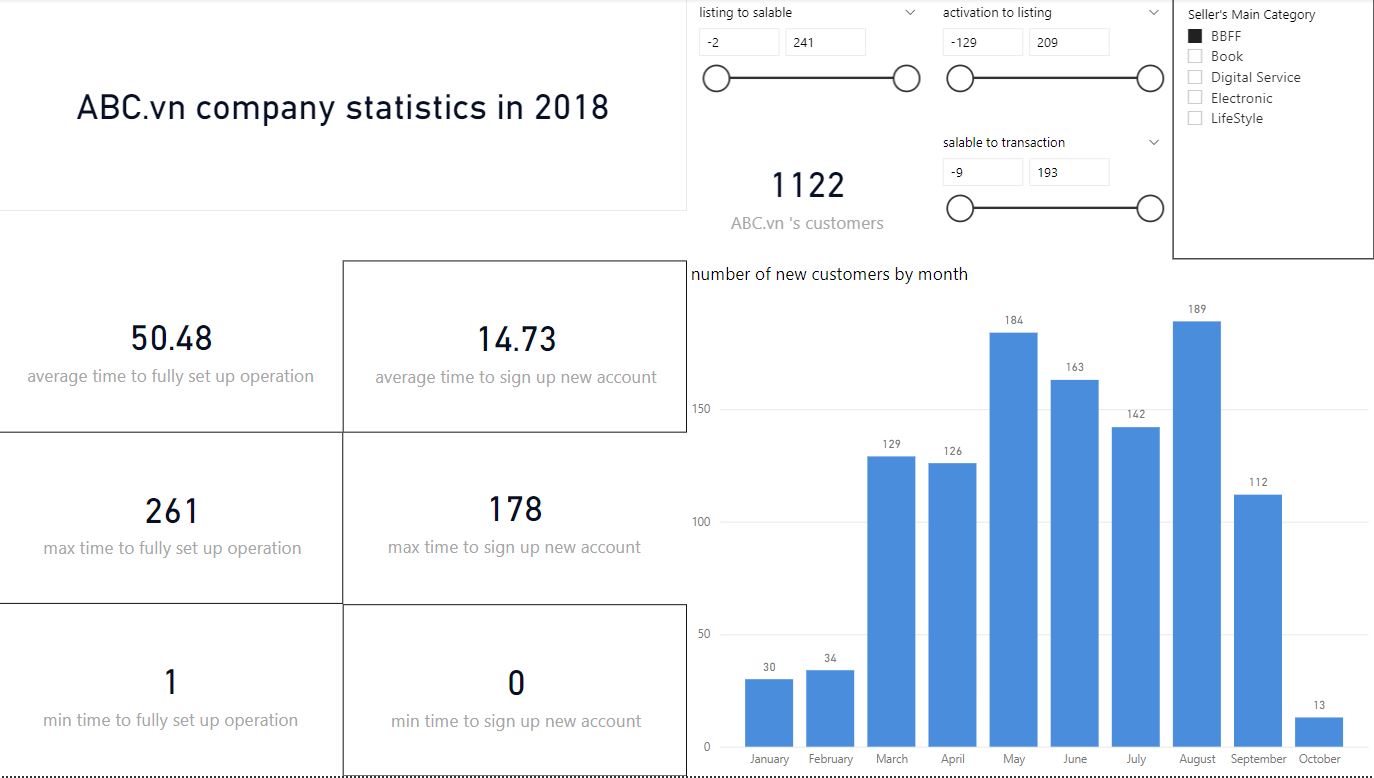 ABC.vn company statistics in 2018
listing to salable
-2 241
activation to listing
-129 209
salable to transaction
-9 193
Seller's Main Category
BBFF
Book
Digital Service
Electronic
LifeStyle
1122
ABC.vn 's customers
50.48
average time to fully set up operation
14.73
average time to sign up new account
261
max time to fully set up operation
178
max time to sign up new account
1
min time to fully set up operation
0
min time to sign up new account
number of new customers by month
150
100
50
0
30
34
129
126
184
163
142
189
112
13
January February March April May June July August September October